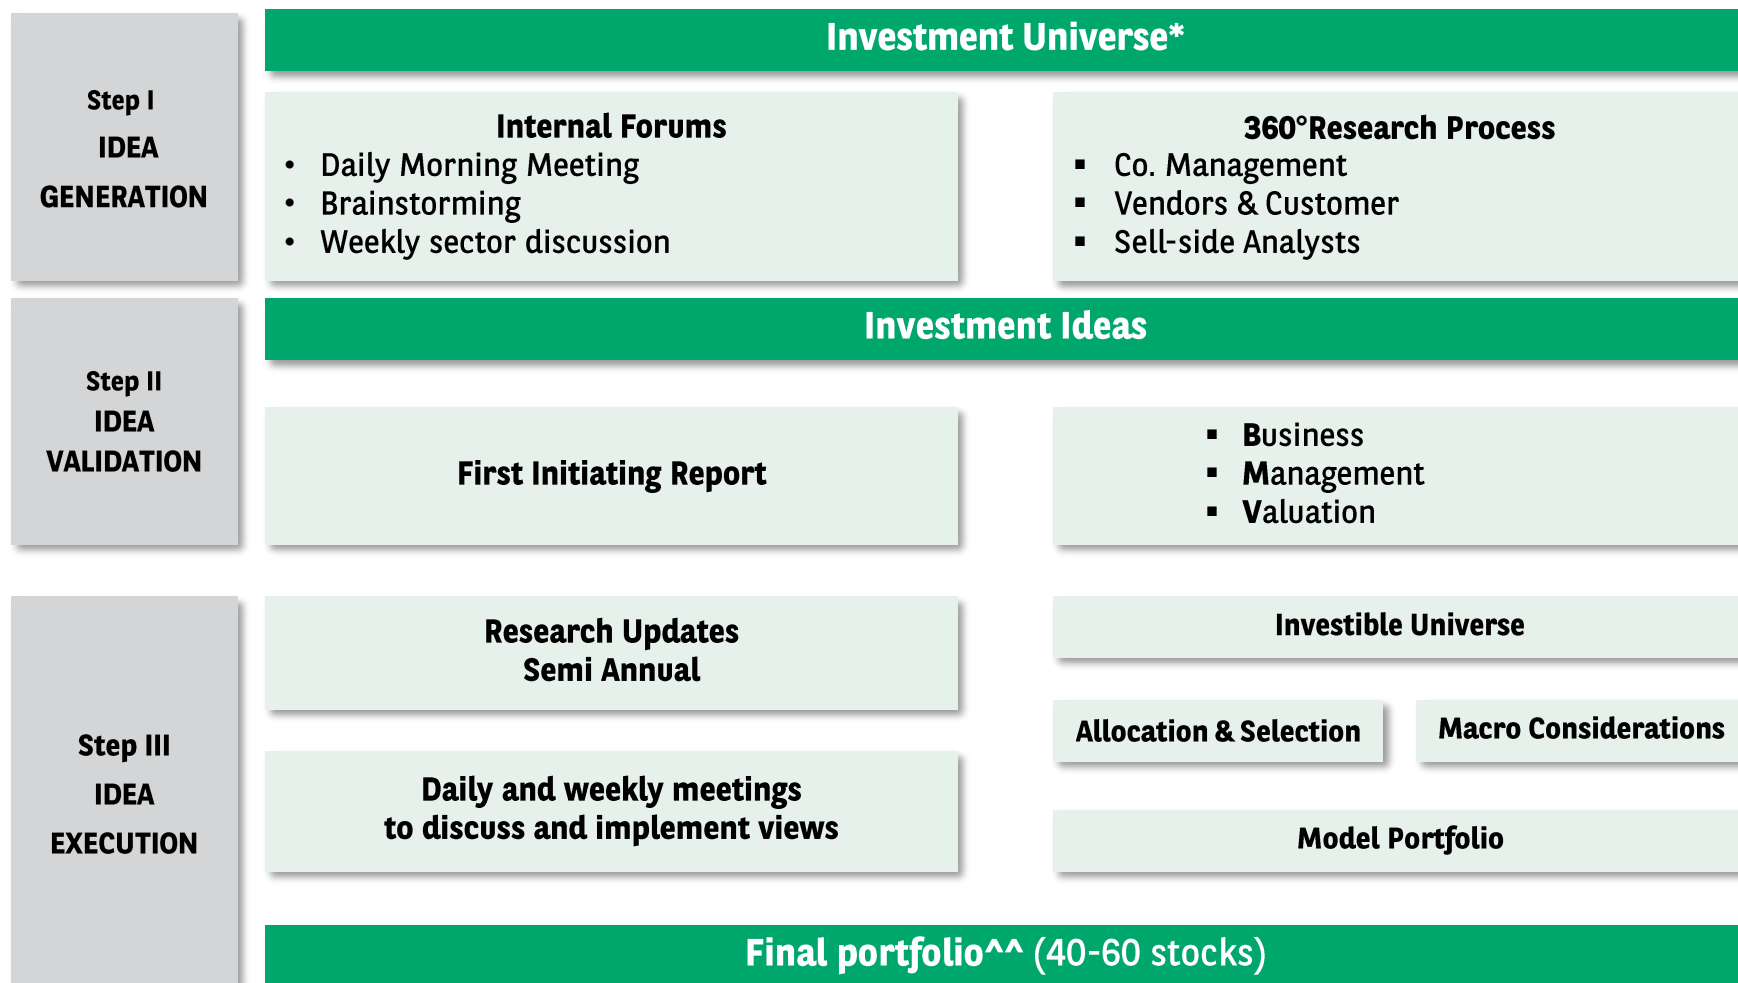 Investment Universe*
Step I
IDEA
GENERATION
Internal Forums
• Daily Morning Meeting
• Brainstorming
• Weekly sector discussion
360°Research Process
▪ Co. Management
▪ Vendors & Customer
▪ Sell-side Analysts
Investment Ideas
Step II
IDEA
VALIDATION
First Initiating Report
▪ Business
▪ Management
▪ Valuation
Step III
IDEA
EXECUTION
Research Updates
Semi Annual
Daily and weekly meetings
to discuss and implement views
Investible Universe
Allocation & Selection
Macro Considerations
Model Portfolio
Final portfolio^^ (40-60 stocks)